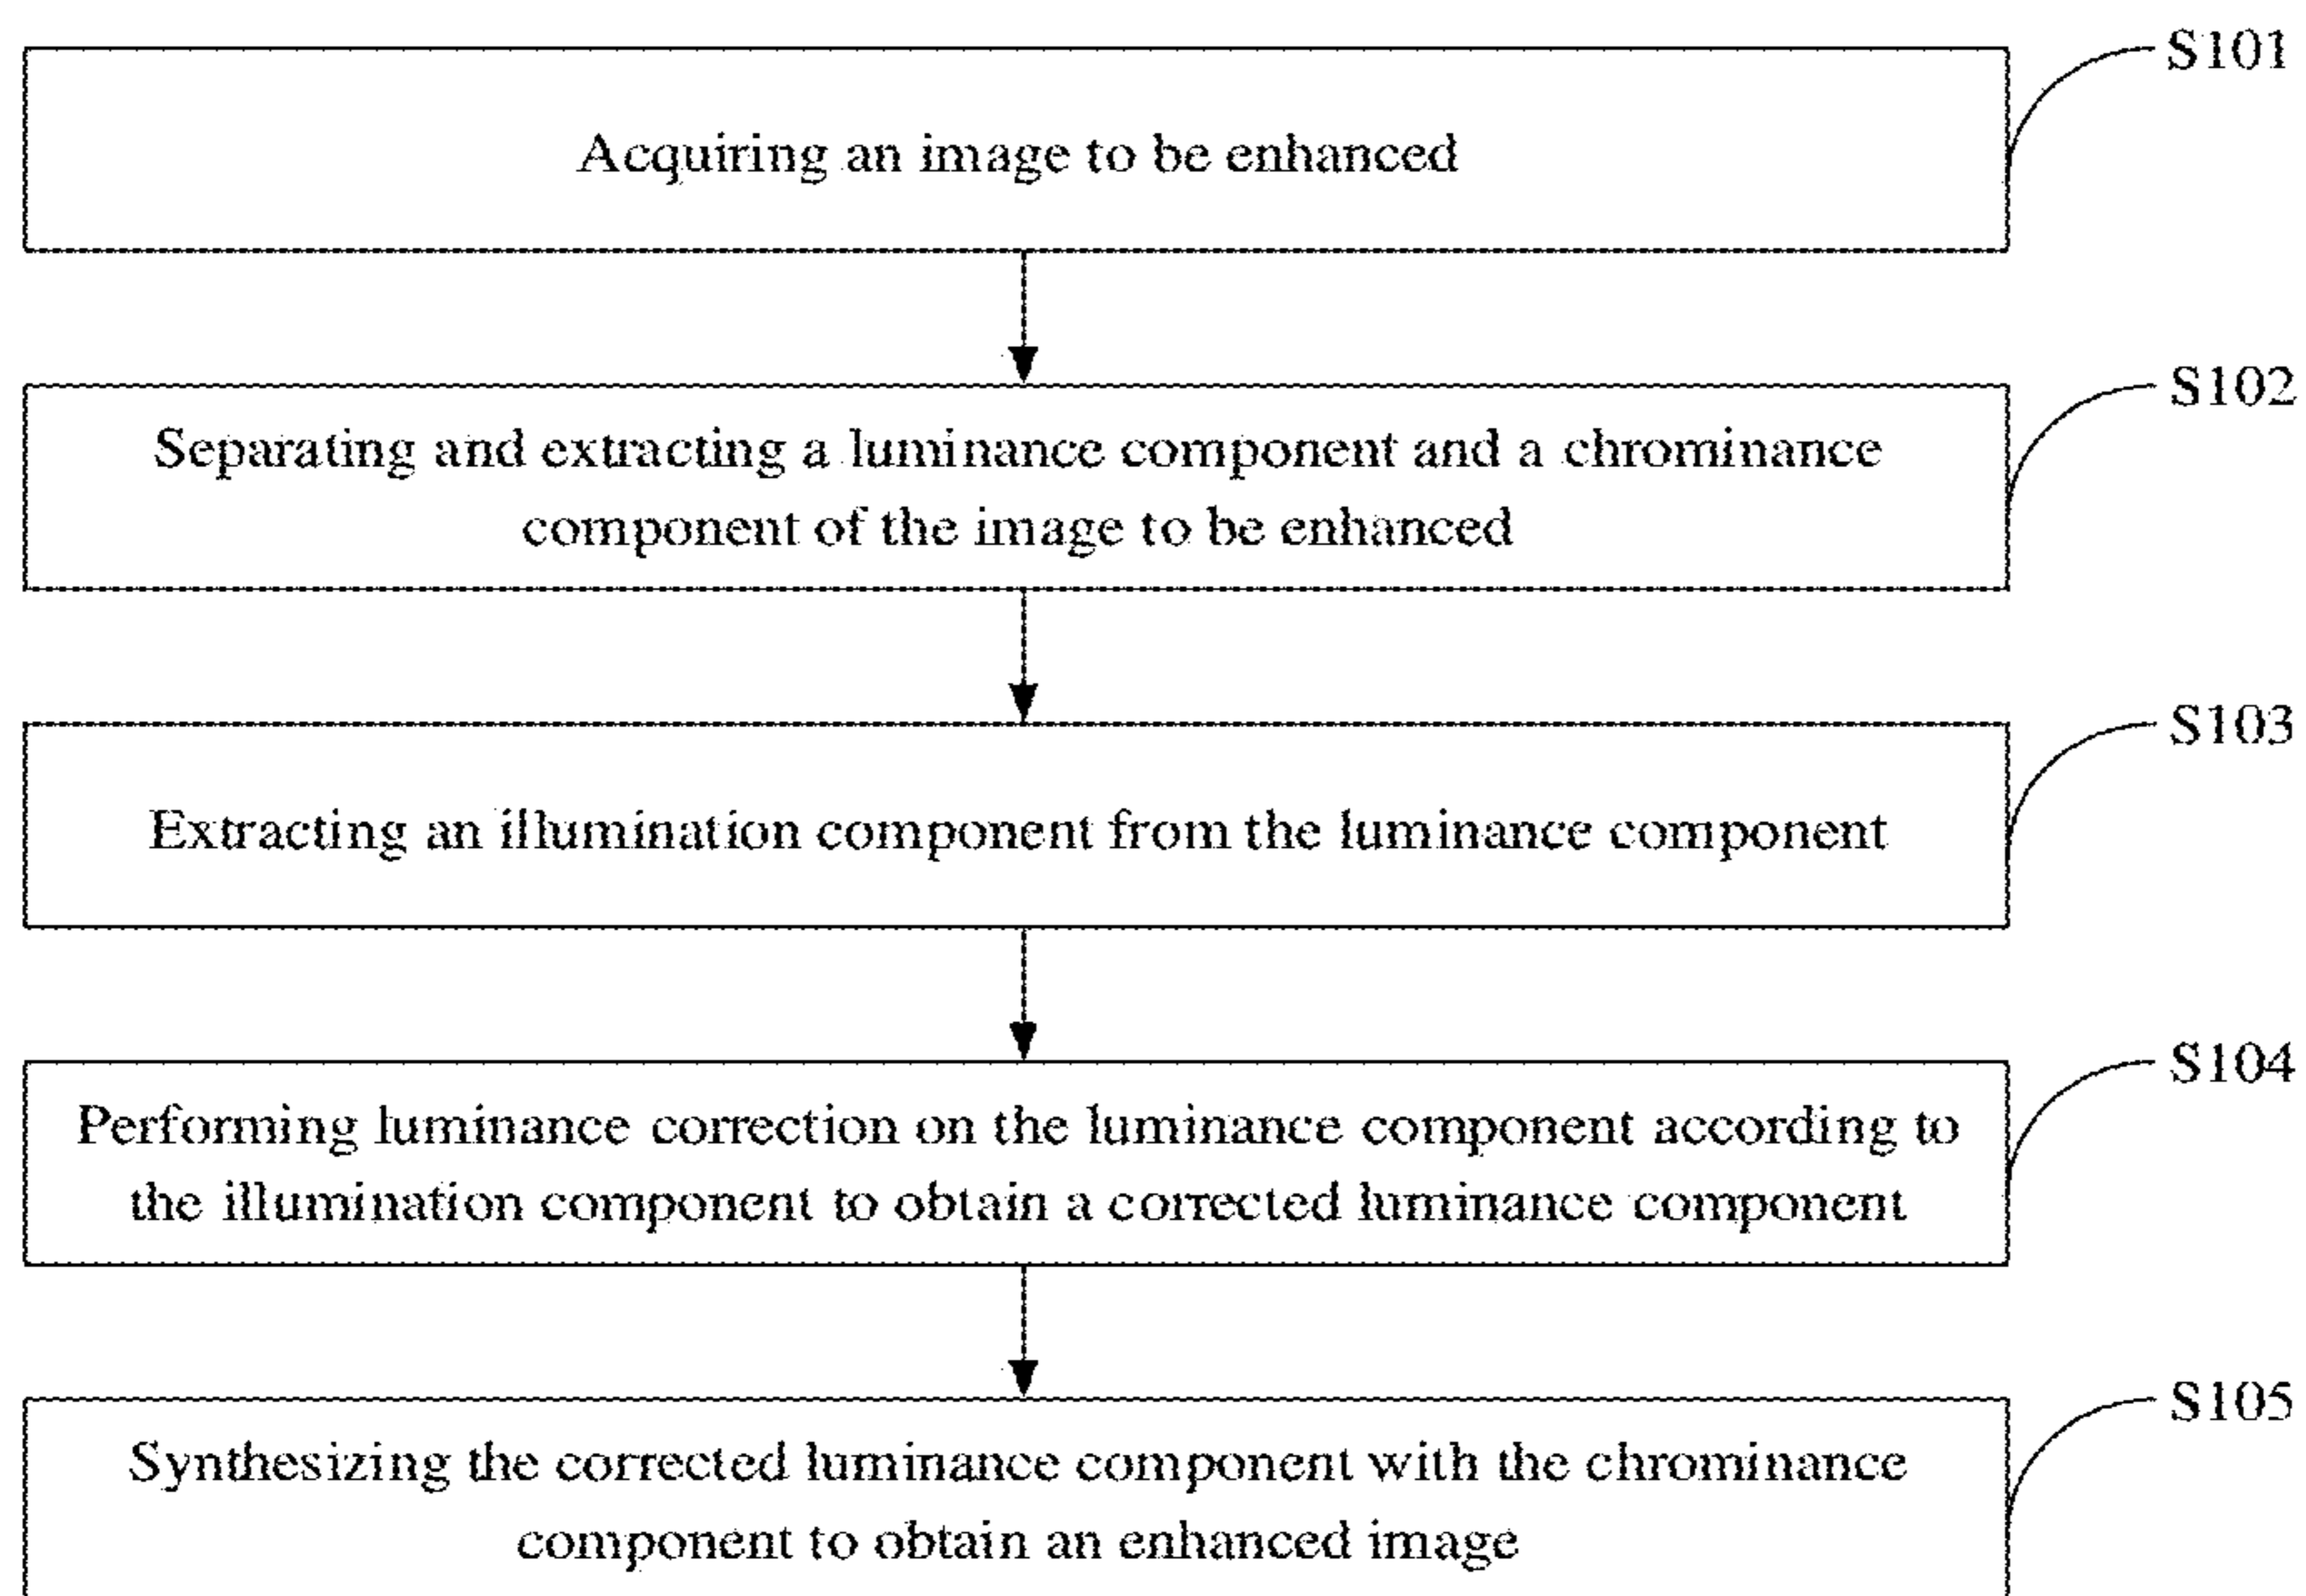 S101
Acquiring an image to be enhanced
S102
Separating and extracting a luminance component and a chrominance
component of the image to be enhanced
S103
Extracting an illumination component from the luminance component
S104
Performing luminance correction on the luminance component according to
the illumination component to obtain a corrected luminance component
S105
Synthesizing the corrected luminance component with the chrominance
component to obtain an enhanced image